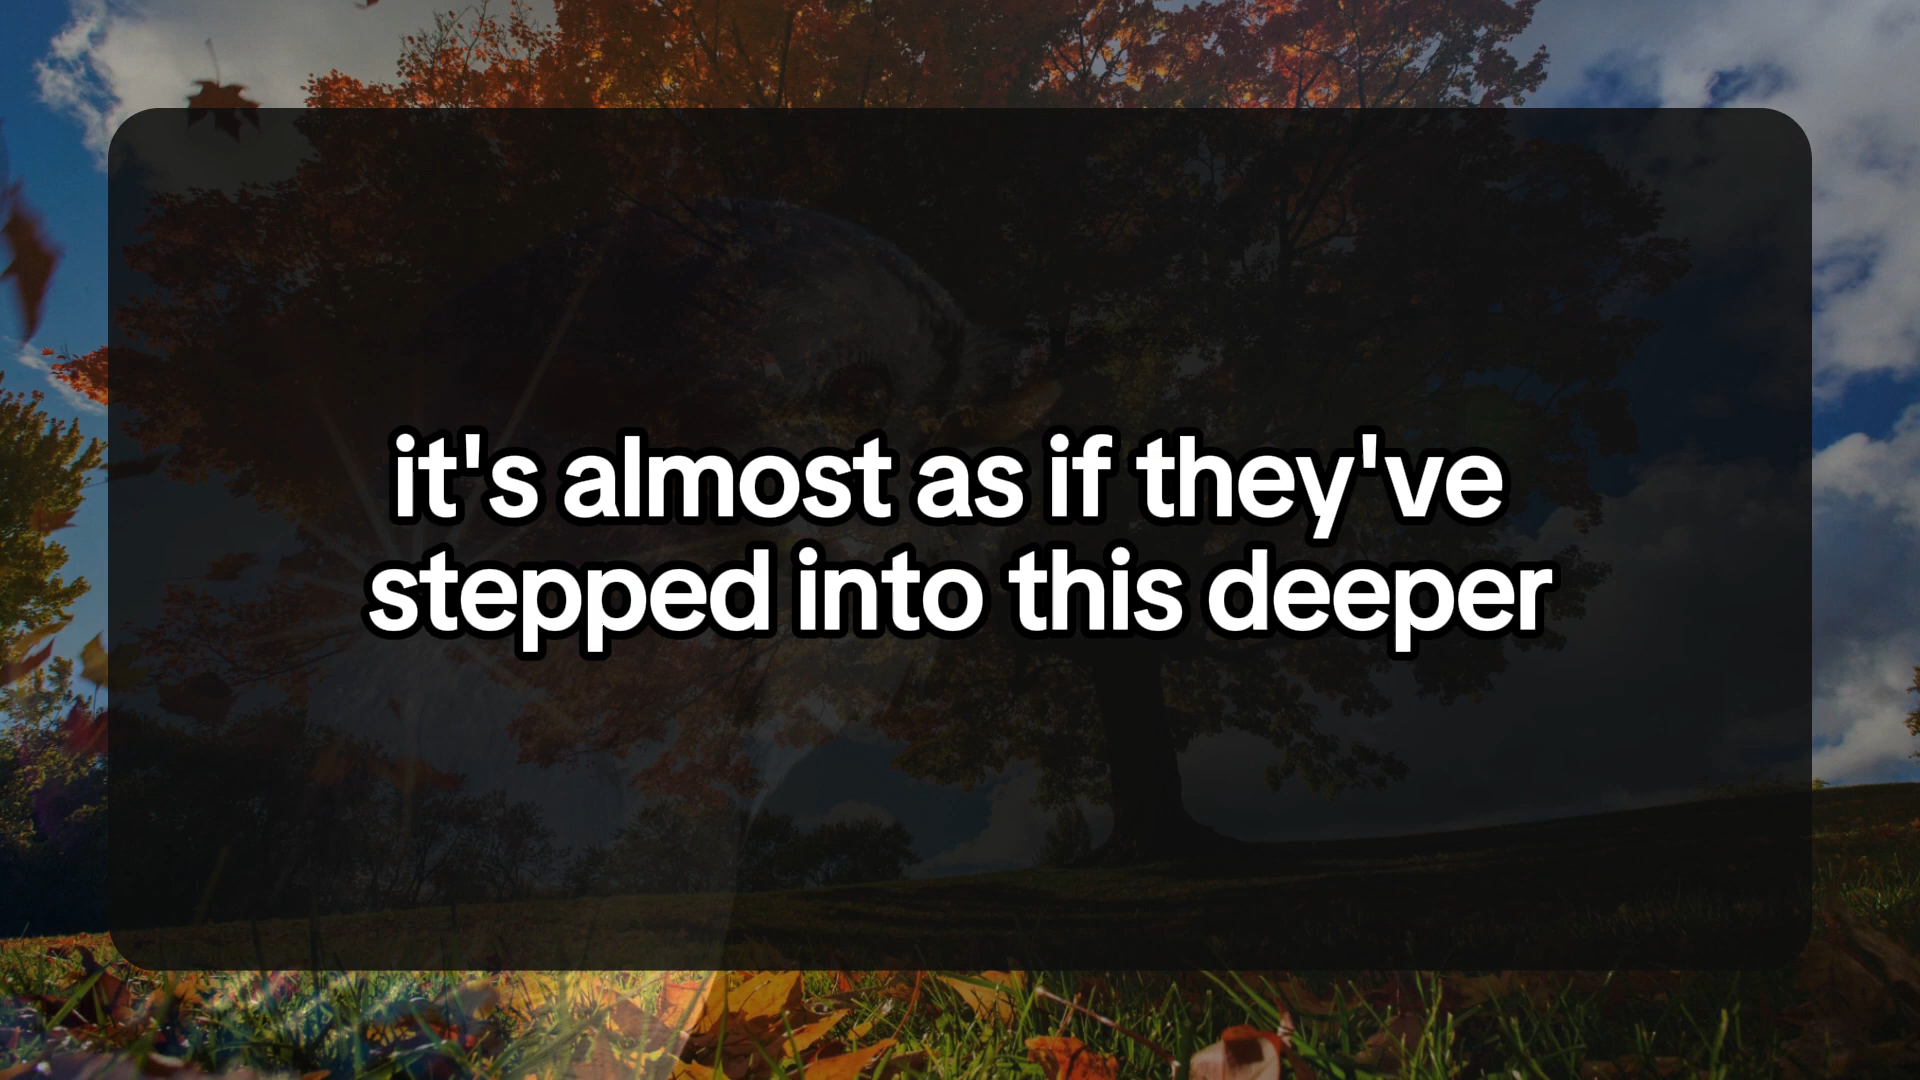 it's almost as if they've
stepped into this deeper